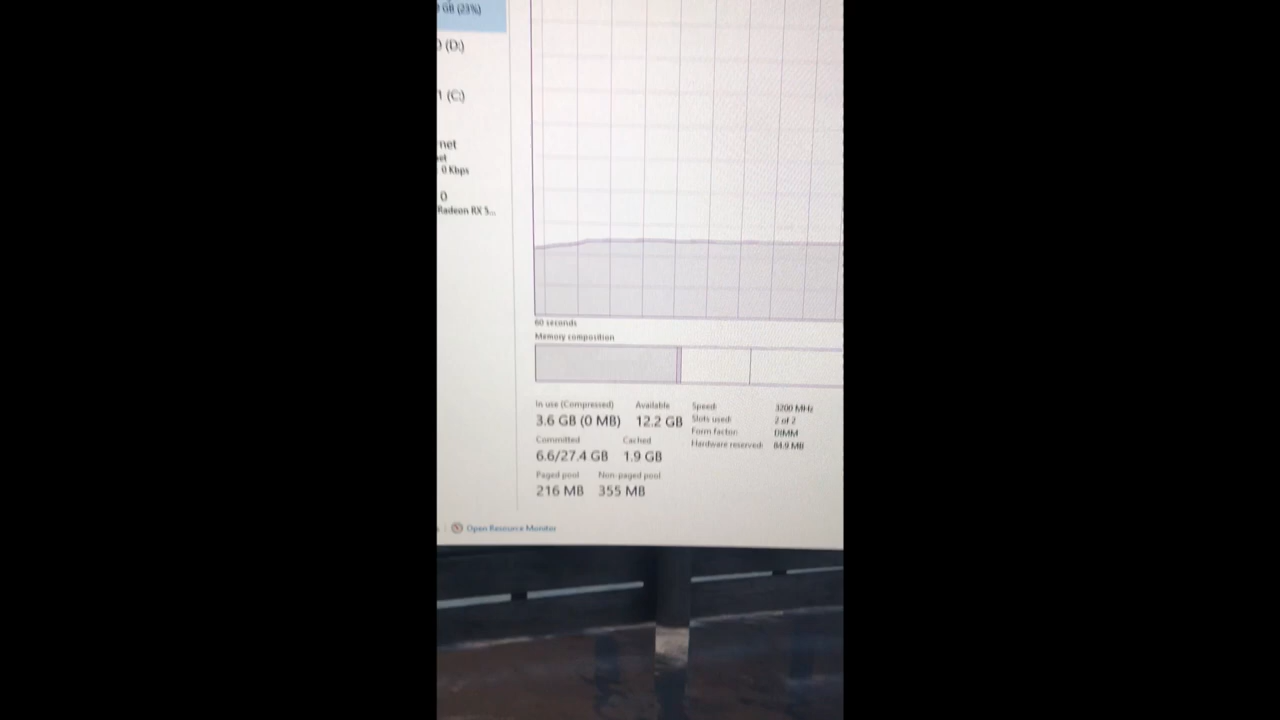 GB (23%)
(D:)
1 (C:)
net
0 Kbps
0
Radeon RX 5...
60 seconds
Memory composition
In use (Compressed) Available
3.6 GB (0 MB) 12.2 GB
Committed Cached
6.6/27.4 GB 1.9 GB
Paged pool Non-paged pool
216 MB 355 MB
Speed: 3200 MHz
Slots used: 2 of 2
Form factor: DIMM
Hardware reserved: 84.9 MB
Open Resource Monitor